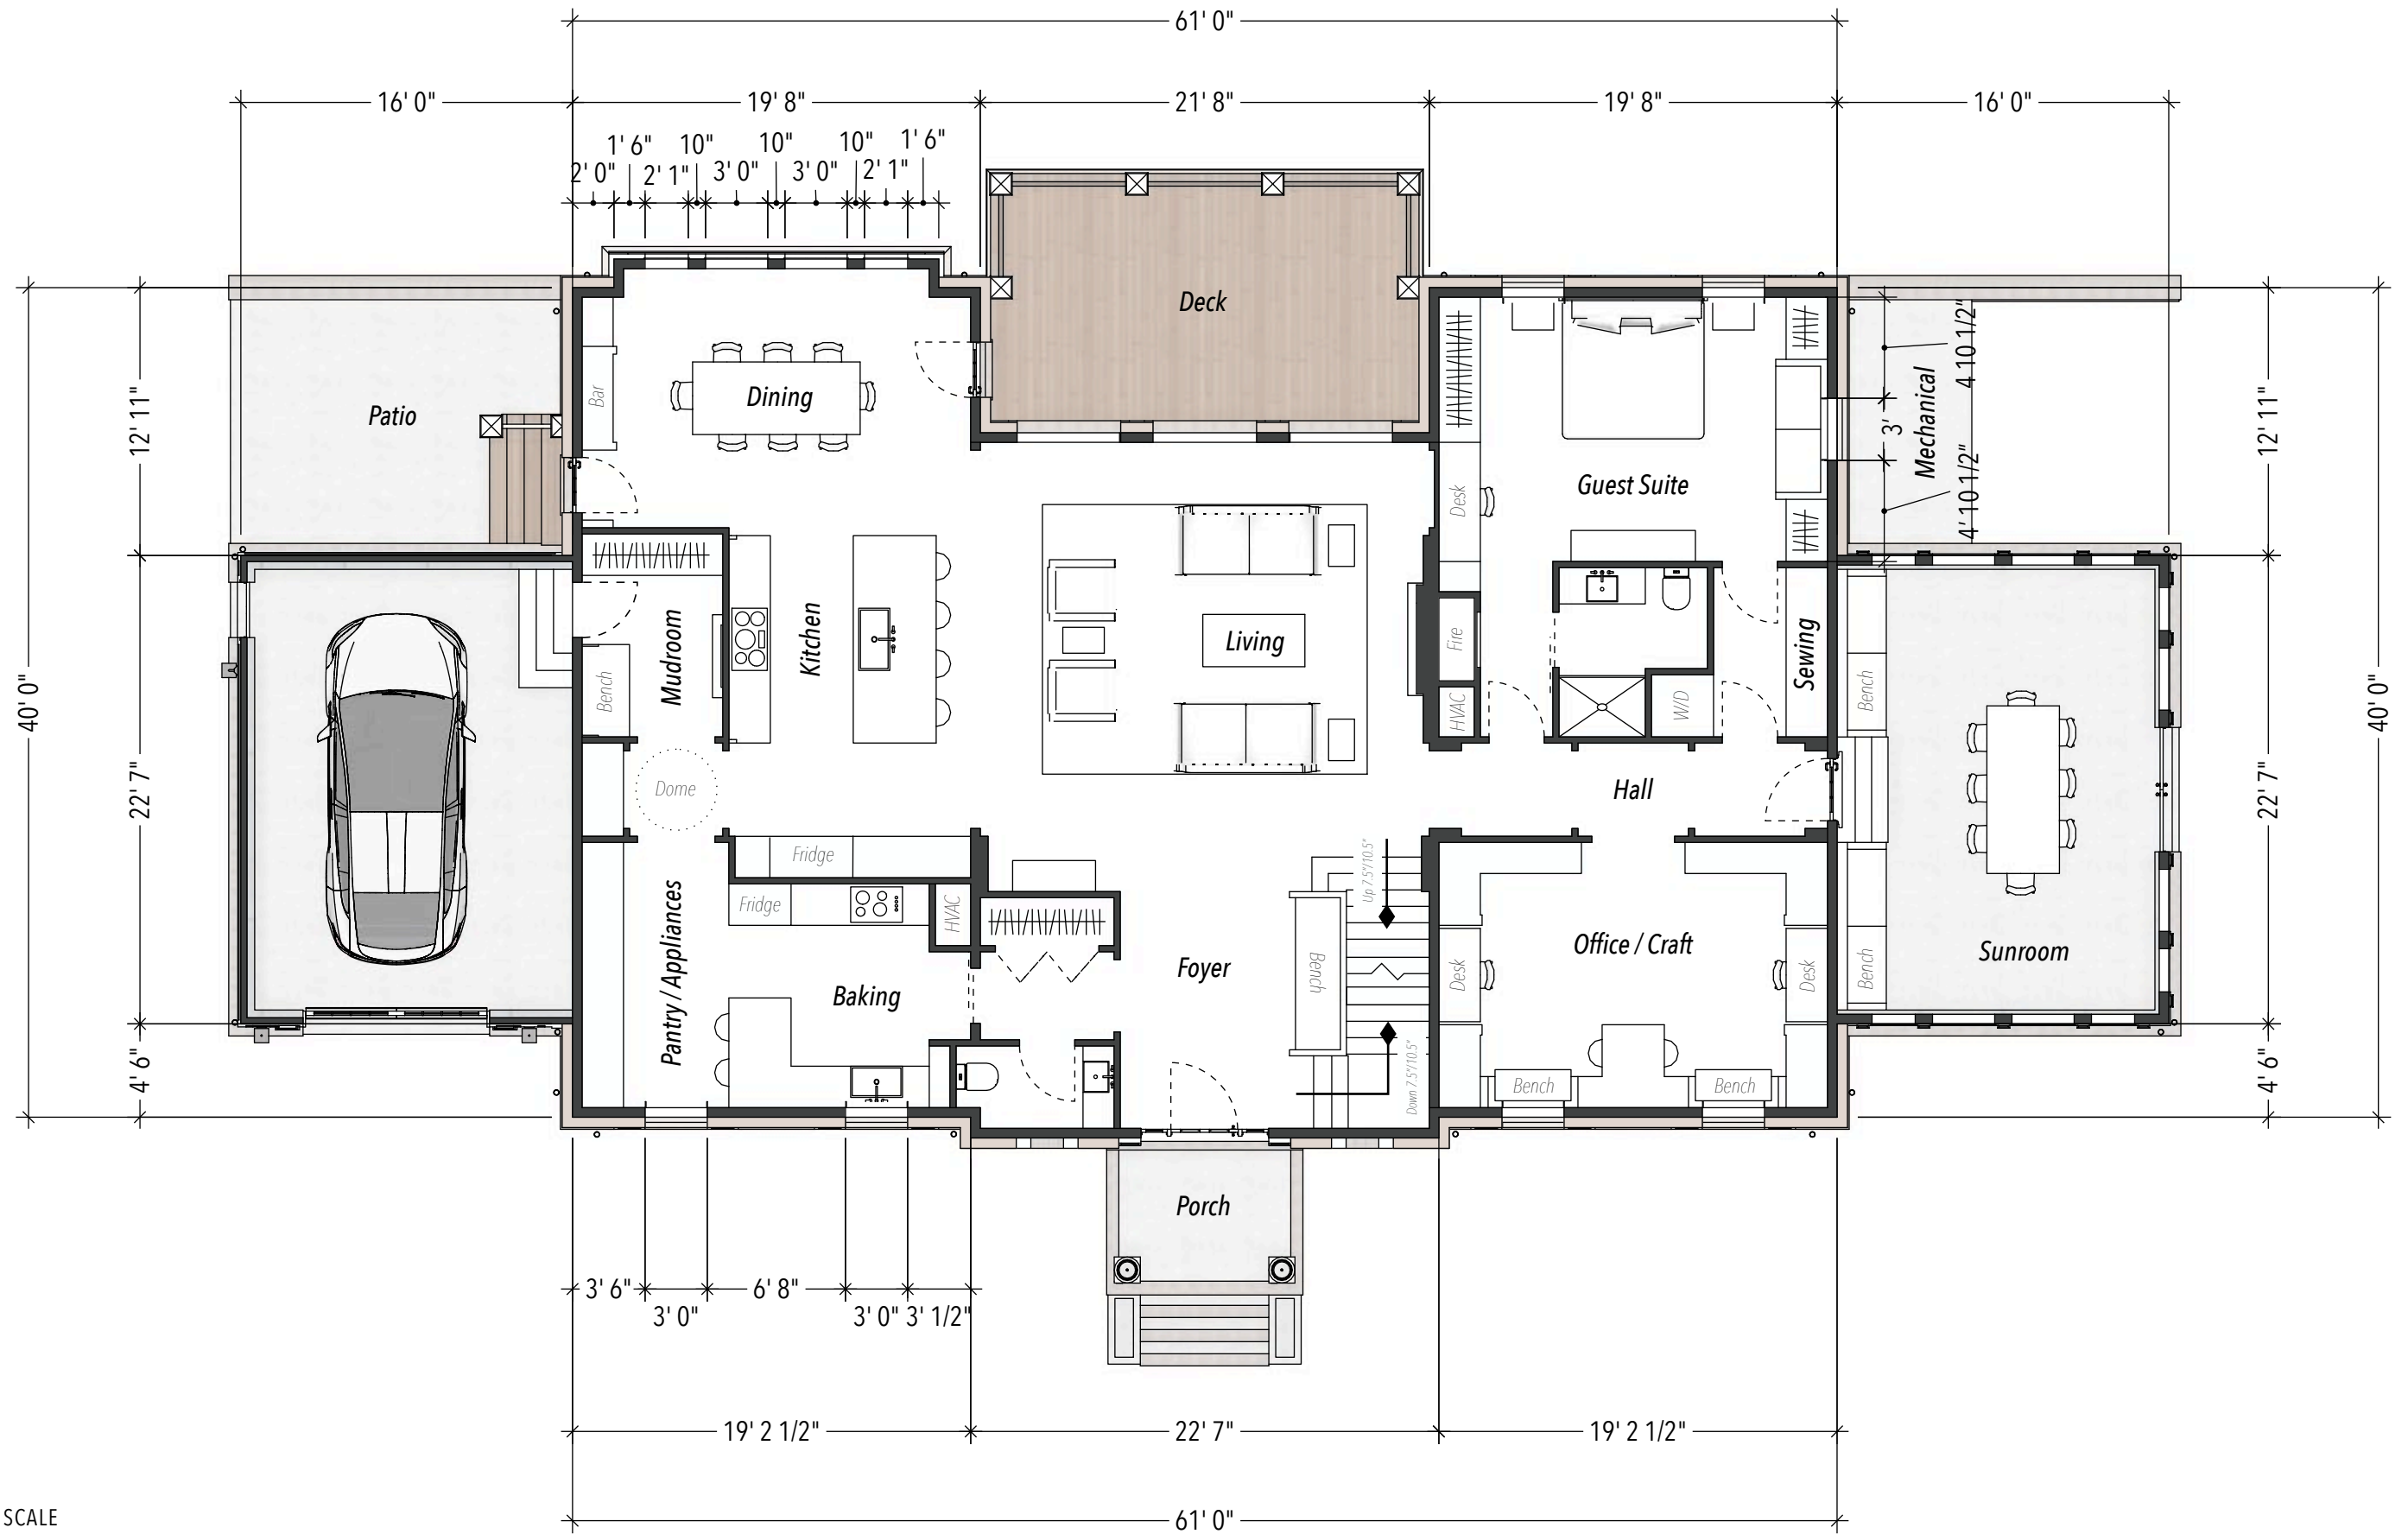 61' 0"
16' 0"
19' 8"
21' 8"
19' 8"
16' 0"
1' 6"
10"
10"
10"
1' 6"
2' 0"
2' 1"
3' 0"
3' 0"
2' 1"
Deck
4 10 1/2"
3'
4' 10 1/2"
Mechanical
12' 11"
12' 11"
Patio
Bar
Dining
Desk
Guest Suite
40' 0"
40' 0"
22' 7"
22' 7"
Bench
Mudroom
Kitchen
Living
Fire
HVAC
W/D
Sewing
Bench
Dome
Hall
Fridge
Up 7.5"/10.5"
Fridge
HVAC
Pantry / Appliances
Baking
Foyer
Bench
Desk
Office / Craft
Desk
Bench
Sunroom
4' 6"
4' 6"
Down 7.5"/10.5"
Bench
Bench
Porch
3' 6"
6' 8"
3' 0"
3' 0"
3' 1/2"
19' 2 1/2"
22' 7"
19' 2 1/2"
SCALE
61' 0"